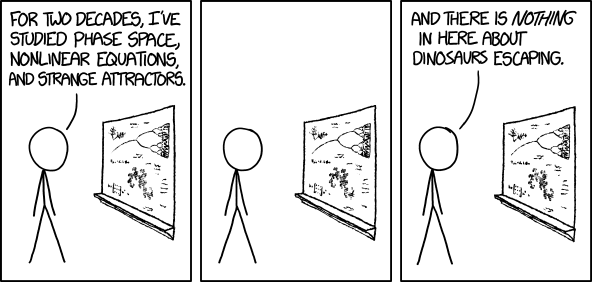 FOR TWO DECADES, I'VE
STUDIED PHASE SPACE,
NONLINEAR EQUATIONS,
AND STRANGE ATTRACTORS.
AND THERE IS NOTHING
IN HERE ABOUT
DINOSAURS ESCAPING.